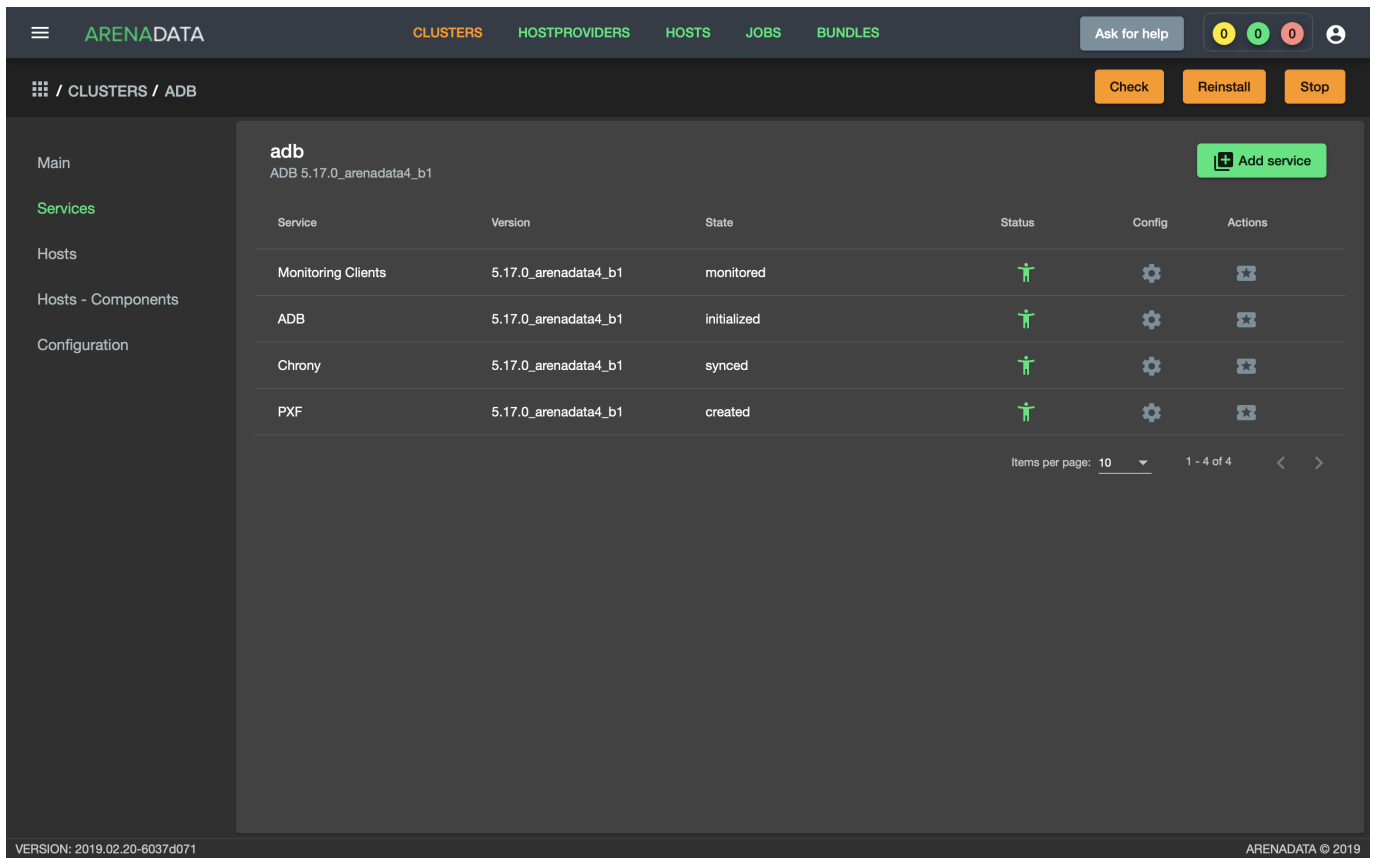 ARENADATA CLUSTERS HOSTPROVIDERS HOSTS JOBS BUNDLES Ask for help 0 0 0
/ CLUSTERS / ADB Check Reinstall Stop
Main
Services
Hosts
Hosts - Components
Configuration
adb
ADB 5.17.0_arenadata4_b1
Add service
Service Version State Status Config Actions
Monitoring Clients 5.17.0_arenadata4_b1 monitored
ADB 5.17.0_arenadata4_b1 initialized
Chrony 5.17.0_arenadata4_b1 synced
PXF 5.17.0_arenadata4_b1 created
Items per page: 10 1 - 4 of 4
VERSION: 2019.02.20-6037d071 ARENADATA © 2019